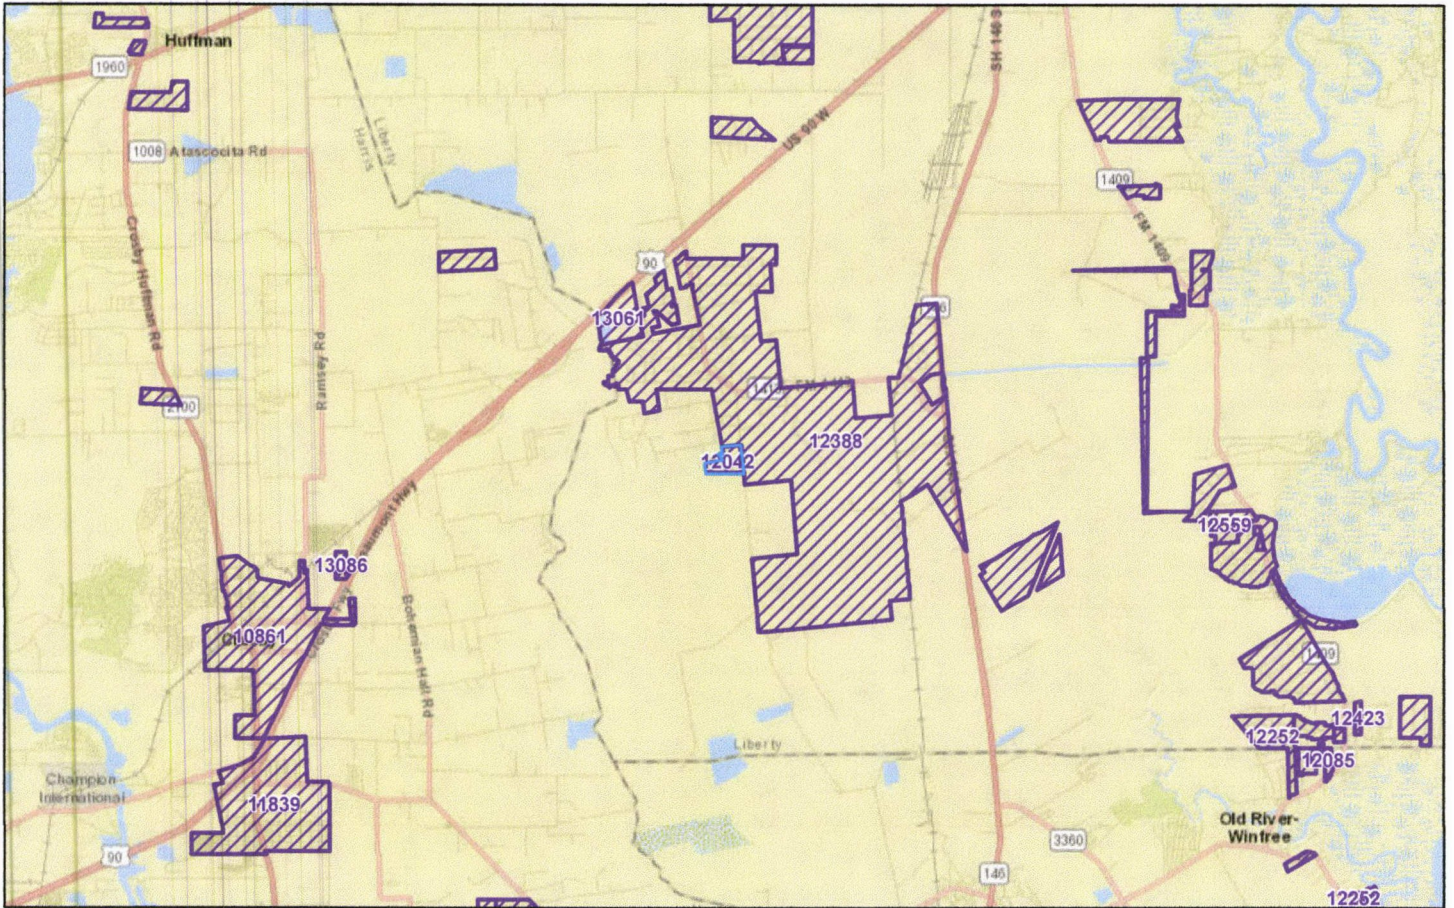 Huffman
1960
SH 146 S
US 90 W
Liberty
Harris
1008
Atascocita Rd
1409
FM 1409
Crosby Huffman Rd
90
13061
Ramsey Rd
2100
12388
12042
12559
13086
Bohemian Hall Rd
10861
12423
12252
12085
Liberty
Champion
International
11839
Old River-
Winfree
90
3360
146
12252